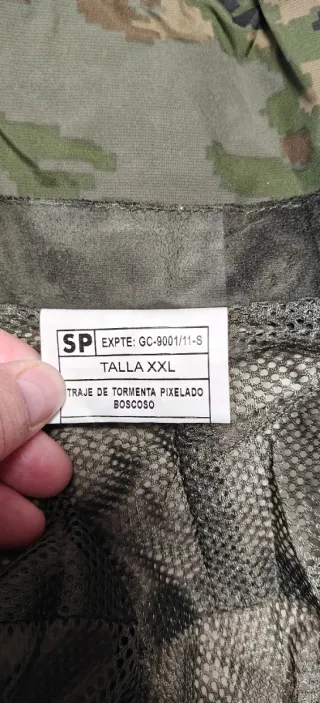 SP EXPTE: GC-9001/11-S
TALLA XXL
TRAJE DE TORMENTA PIXELADO
BOSCOSO